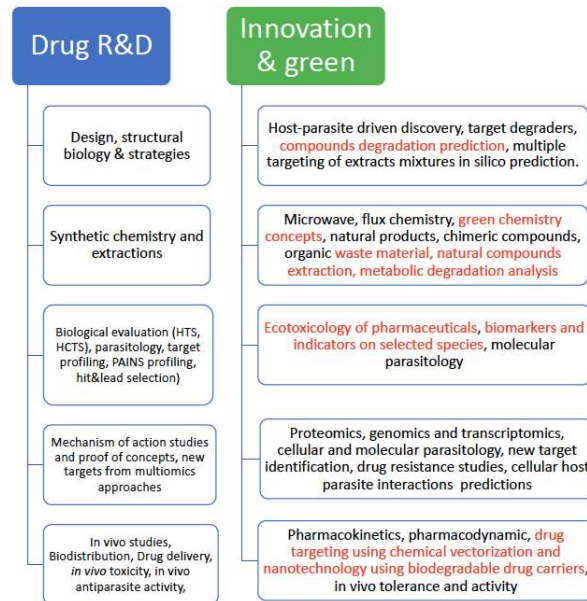 Drug R&D
Design, structural
biology & strategies
Synthetic chemistry and
extractions
Biological evaluation (HTS,
HCTS), parasitology, target
profiling, PAINS profiling,
hit&lead selection)
Mechanism of action studies
and proof of concepts, new
targets from multiomics
approaches
In vivo studies,
Biodistribution, Drug delivery,
in vivo toxicity, in vivo
antiparasite activity,
Innovation
& green
Host-parasite driven discovery, target
degraders,
compounds degradation prediction, multiple
targeting of extracts mixtures in silico prediction.
Microwave, flux chemistry, green chemistry
concepts, natural products, chimeric compounds,
organic waste material, natural compounds
extraction, metabolic degradation analysis
Ecotoxicology of pharmaceuticals, biomarkers and
indicators on selected species, molecular
parasitology
Proteomics, genomics and transcriptomics,
cellular and molecular parasitology, new target
identification, drug resistance studies, cellular host
parasite interactions predictions
Pharmacokinetics, pharmacodynamic, drug
targeting using chemical vectorization and
nanotechnology using biodegradable drug carriers,
in vivo tolerance and activity